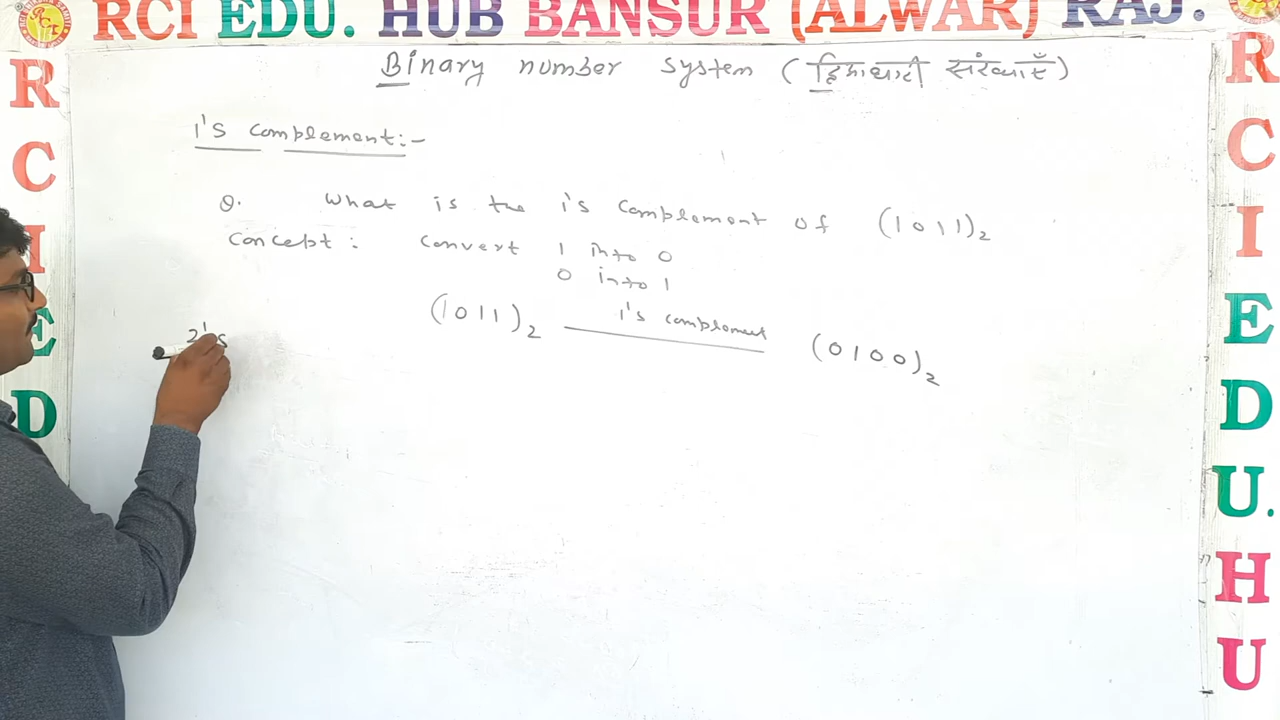 RCI EDU. HUB BANSUR (ALWAR) RAJ.
R
C
I
E
D
Binary number system (द्विआधारी संख्याएँ)
1's Complement:-
Q. What is the 1's Complement of (1011)₂
Concept: Convert 1 into 0
0 into 1
(1011)₂ 1's complement (0100)₂
2's
R
C
I
E
D
U.
H
U